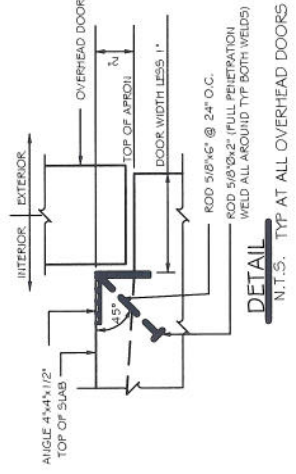 INTERIOR EXTERIOR
OVERHEAD DOOR
ANGLE 4"x4"x1/2"
TOP OF SLAB
2"
TOP OF APRON
45°
DOOR WIDTH LESS 1"
ROD 5/8"x6" @ 24" O.C.
ROD 5/8"Øx2" (FULL PENETRATION
WELD ALL AROUND TYP BOTH WELDS)
DETAIL
N.T.S. TYP AT ALL OVERHEAD DOORS